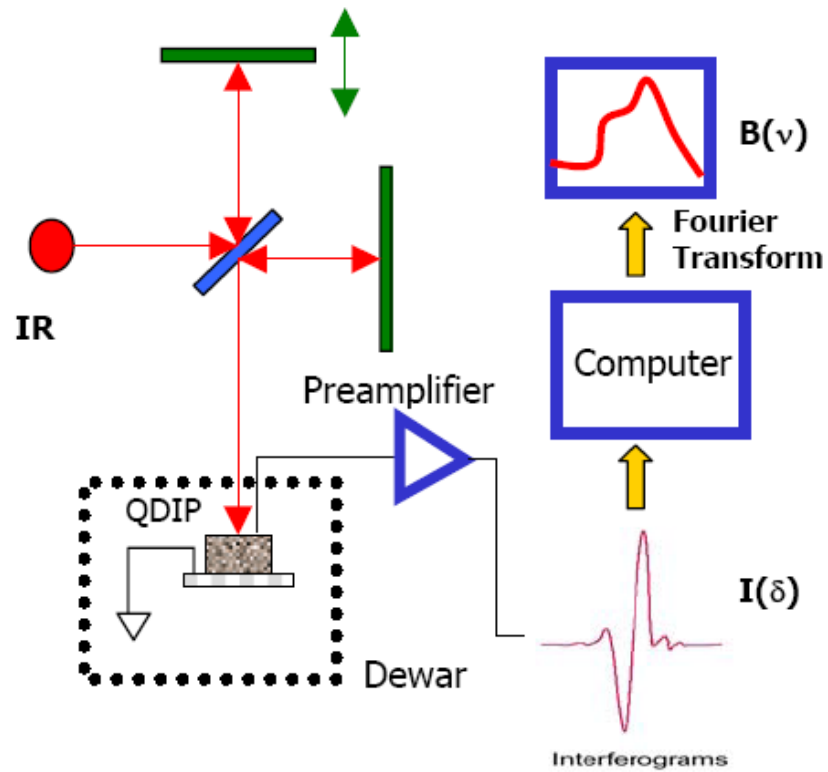 B(ν)
Fourier
Transform
IR
Computer
Preamplifier
QDIP
I(δ)
Dewar
Interferograms